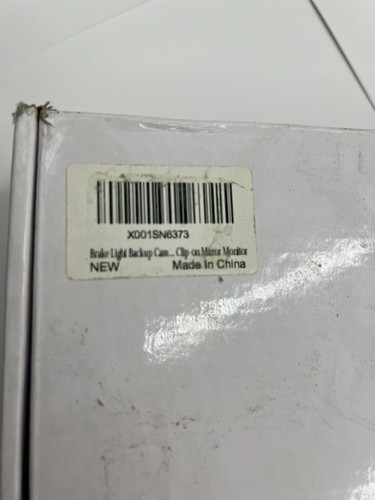 X001SN6373
Brake Light Backup Cam... Clip-on Mirror Monitor
NEW Made In China